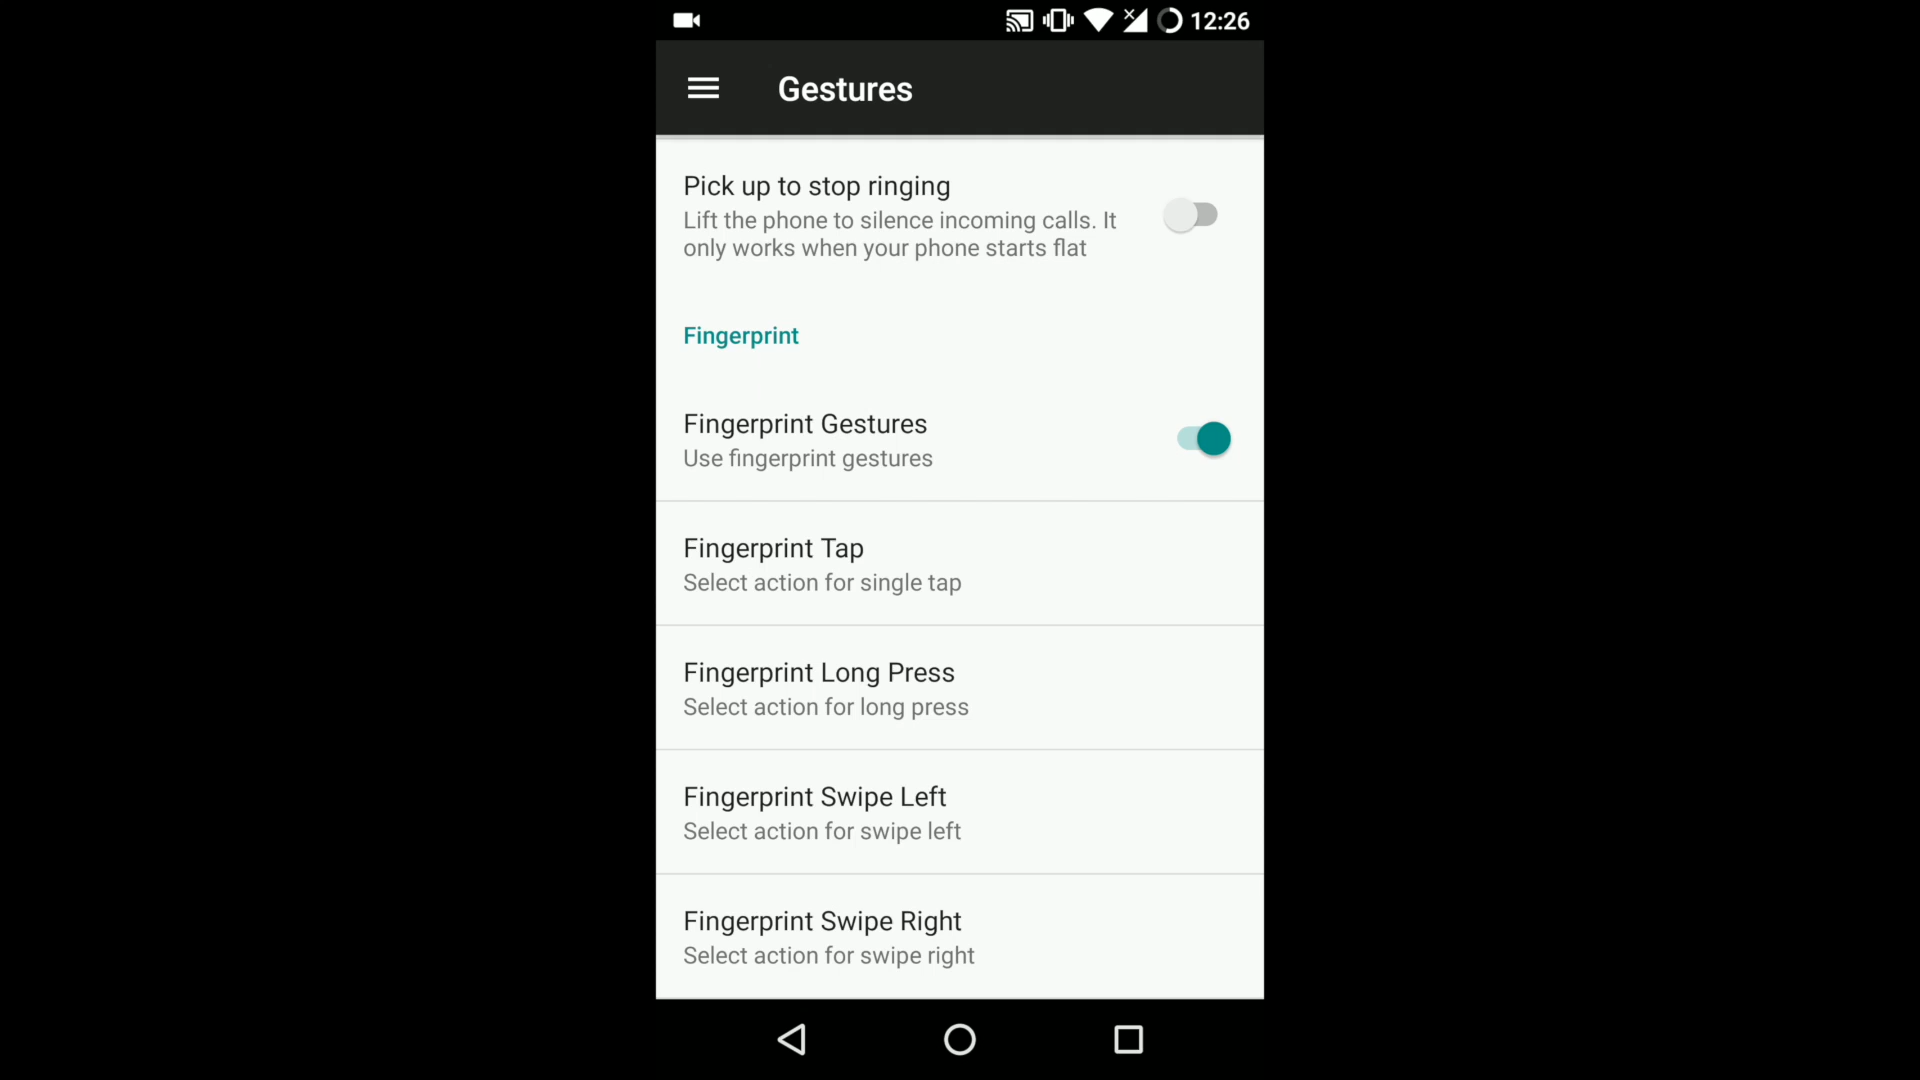 12:26
Gestures
Pick up to stop ringing
Lift the phone to silence incoming calls. It
only works when your phone starts flat
Fingerprint
Fingerprint Gestures
Use fingerprint gestures
Fingerprint Tap
Select action for single tap
Fingerprint Long Press
Select action for long press
Fingerprint Swipe Left
Select action for swipe left
Fingerprint Swipe Right
Select action for swipe right